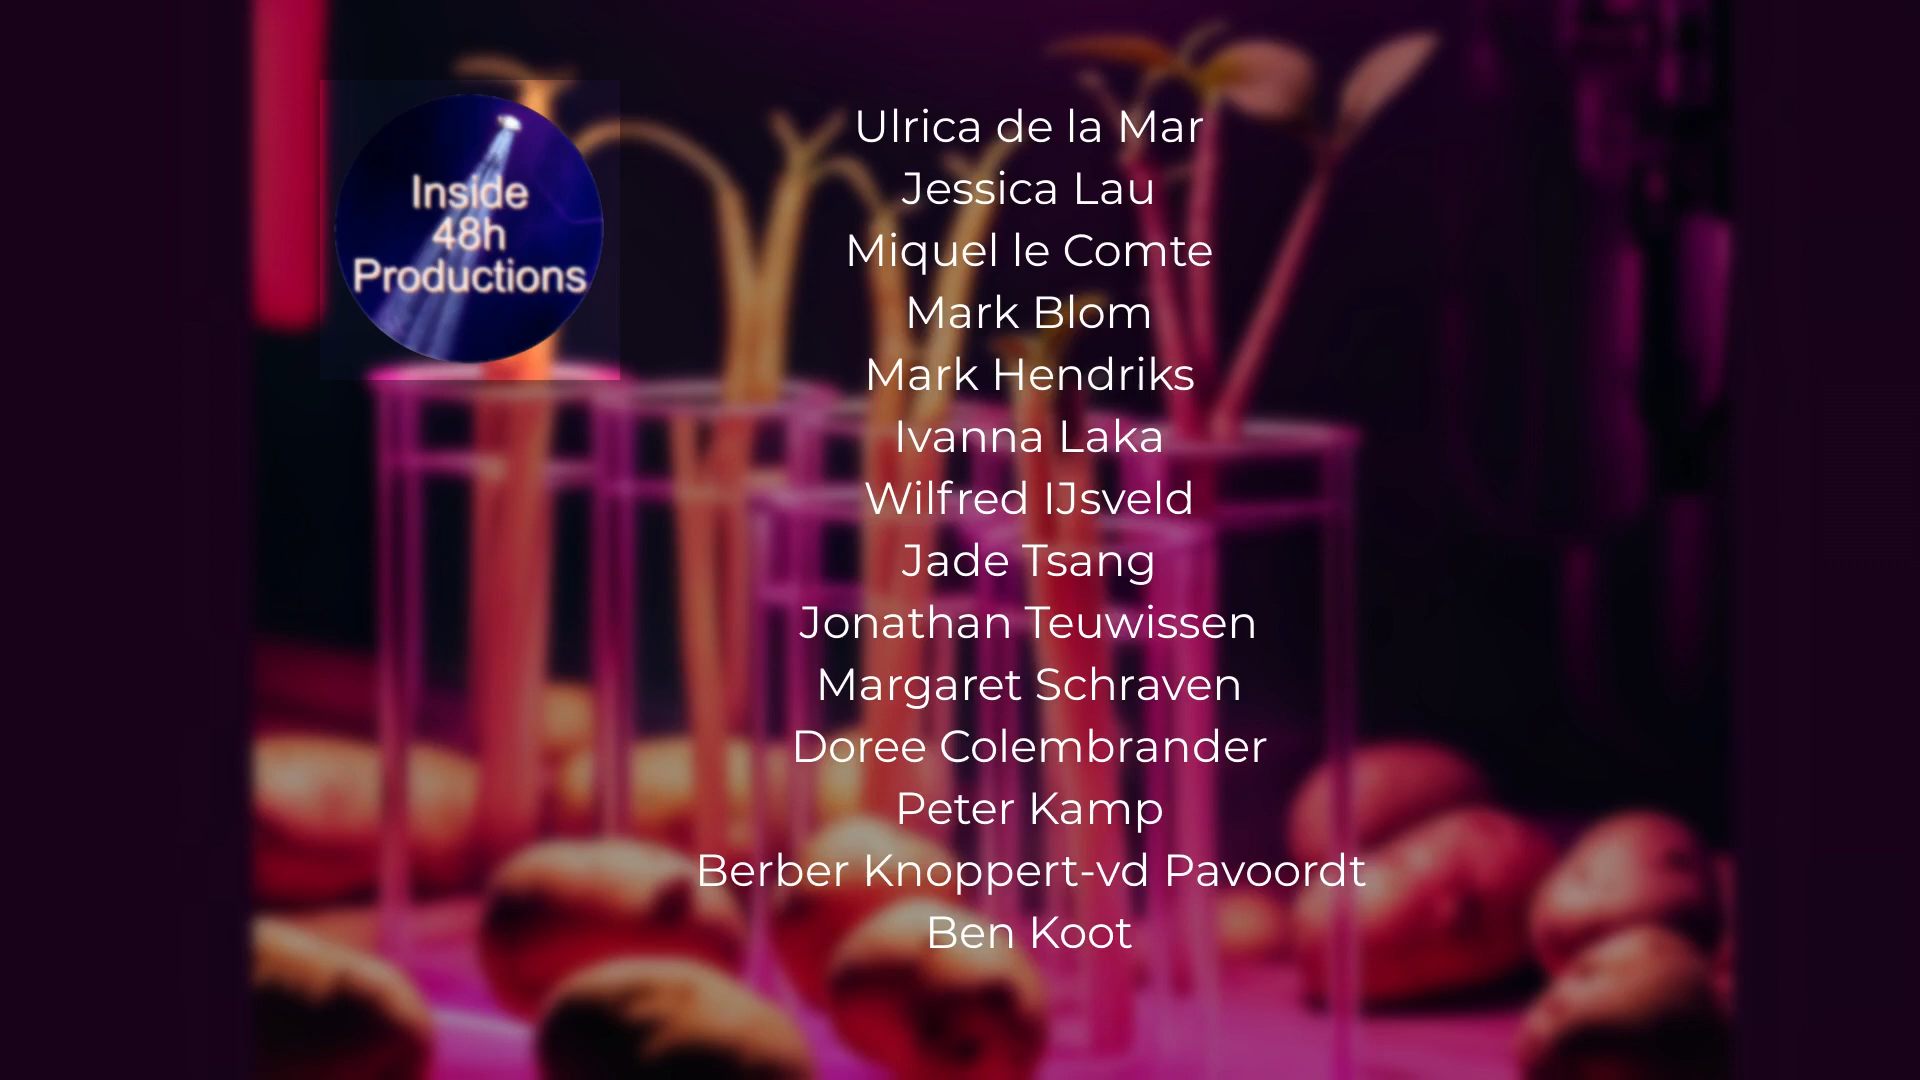 Inside
48h
Productions
Ulrica de la Mar
Jessica Lau
Miquel le Comte
Mark Blom
Mark Hendriks
Ivanna Laka
Wilfred IJsveld
Jade Tsang
Jonathan Teuwissen
Margaret Schraven
Doree Colembrander
Peter Kamp
Berber Knoppert-vd Pavoordt
Ben Koot